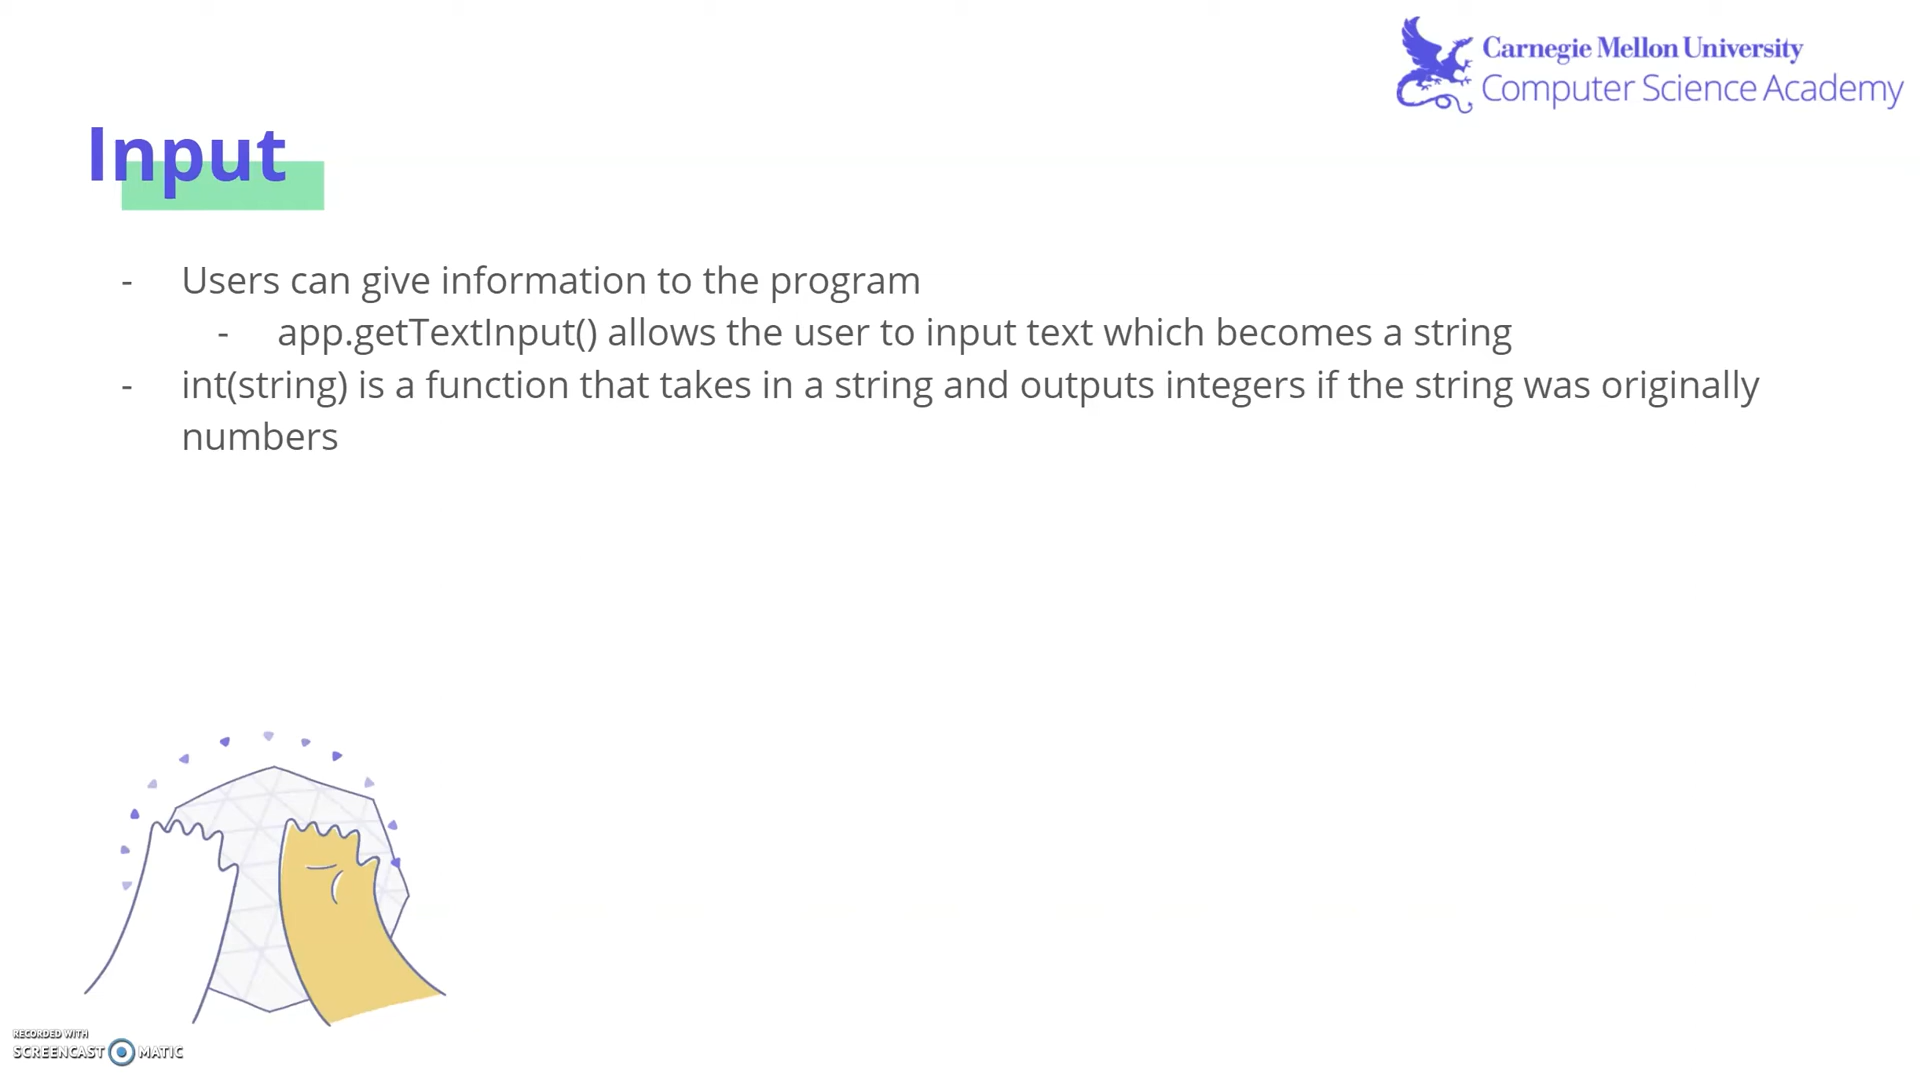 Carnegie Mellon University
Computer Science Academy
Input
- Users can give information to the program
- app.getTextInput() allows the user to input text which becomes a string
- int(string) is a function that takes in a string and outputs integers if the string was originally
numbers
RECORDED WITH
SCREENCAST MATIC